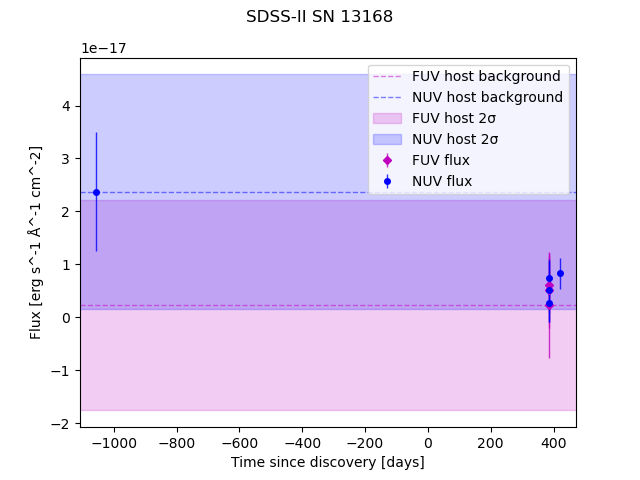 SDSS-II SN 13168
1e−17
FUV host background
NUV host background
FUV host 2σ
NUV host 2σ
FUV flux
NUV flux
4
3
2
1
0
−1
−2
Flux [erg s^-1 Å^-1 cm^-2]
−1000 −800 −600 −400 −200 0 200 400
Time since discovery [days]